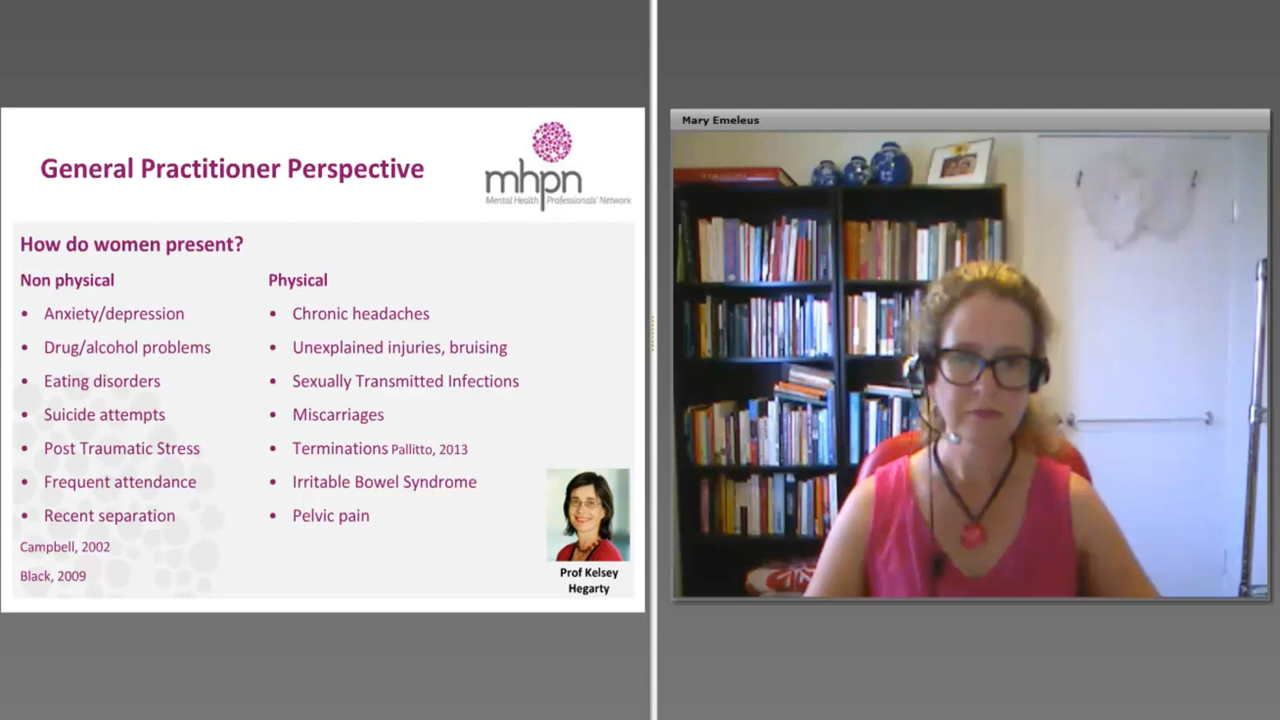 General Practitioner Perspective
mhpn
Mental Health Professionals' Network
How do women present?
Non physical
• Anxiety/depression
• Drug/alcohol problems
• Eating disorders
• Suicide attempts
• Post Traumatic Stress
• Frequent attendance
• Recent separation
Campbell, 2002
Black, 2009
Physical
• Chronic headaches
• Unexplained injuries, bruising
• Sexually Transmitted Infections
• Miscarriages
• Terminations Pallitto, 2013
• Irritable Bowel Syndrome
• Pelvic pain
Prof Kelsey
Hegarty
Mary Emeleus